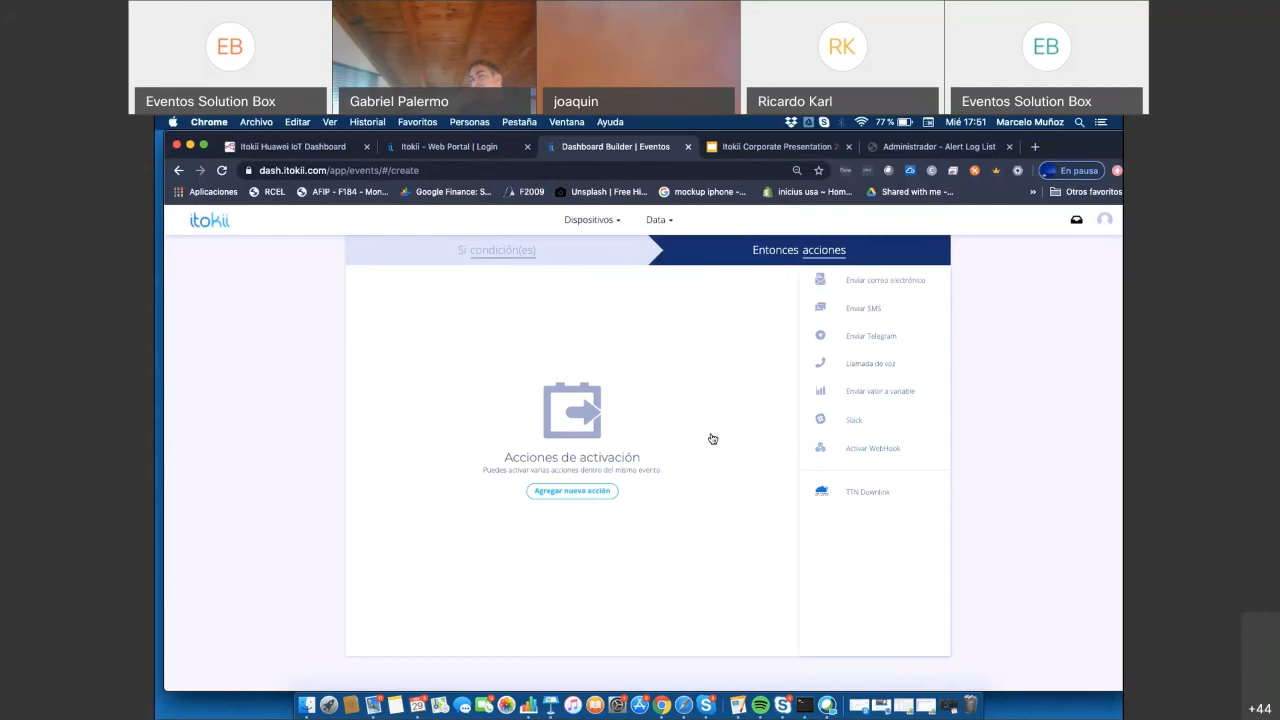 EB
RK
EB
Eventos Solution Box
Gabriel Palermo
joaquin
Ricardo Karl
Eventos Solution Box
Chrome Archivo Editar Ver Historial Favoritos Personas Pestaña Ventana Ayuda 77 % Mié 17:51 Marcelo Muñoz
Itokii Huawei IoT Dashboard
Itokii - Web Portal | Login
Dashboard Builder | Eventos
Itokii Corporate Presentation 2
Administrador - Alert Log List
dash.itokii.com/app/events/#/create
En pausa
Aplicaciones RCEL AFIP - F184 - Mon... Google Finance: S... F2009 Unsplash | Free Hi... mockup iphone -... inicius usa ~ Hom... Shared with me -... » Otros favoritos
itokii
Dispositivos
Data
Si condición(es)
Entonces acciones
Enviar correo electrónico
Enviar SMS
Enviar Telegram
Llamada de voz
Enviar valor a variable
Slack
Activar WebHook
TTN Downlink
Acciones de activación
Puedes activar varias acciones dentro del mismo evento
Agregar nueva acción
+44